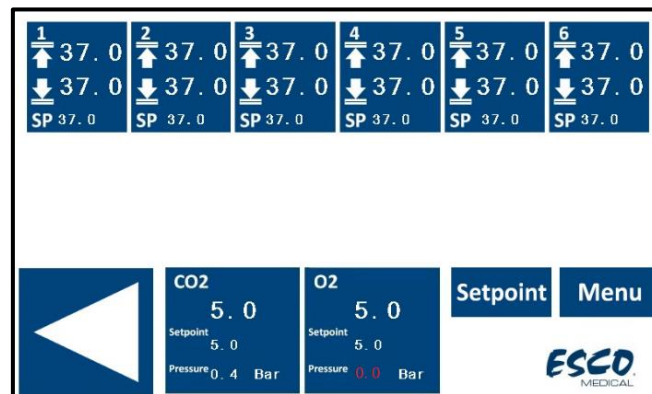 1 2 3 4 5 6
37.0 37.0 37.0 37.0 37.0 37.0
37.0 37.0 37.0 37.0 37.0 37.0
SP 37.0 SP 37.0 SP 37.0 SP 37.0 SP 37.0 SP 37.0
CO2 O2
Setpoint Menu
5.0 5.0
Setpoint Setpoint
5.0 5.0
Pressure 0.4 Bar Pressure 0.0 Bar
ESCO
MEDICAL